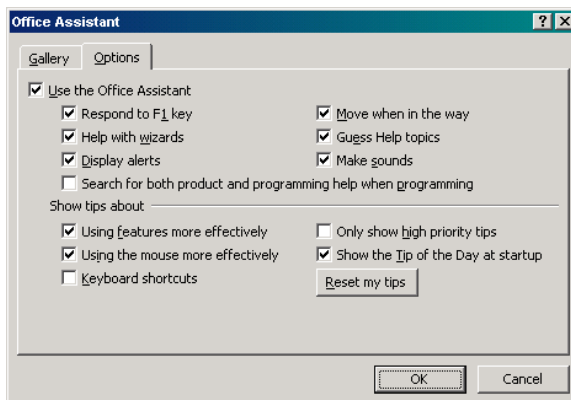 Office Assistant
Gallery Options
Use the Office Assistant
Respond to F1 key Move when in the way
Help with wizards Guess Help topics
Display alerts Make sounds
Search for both product and programming help when programming
Show tips about
Using features more effectively Only show high priority tips
Using the mouse more effectively Show the Tip of the Day at startup
Keyboard shortcuts Reset my tips
OK Cancel